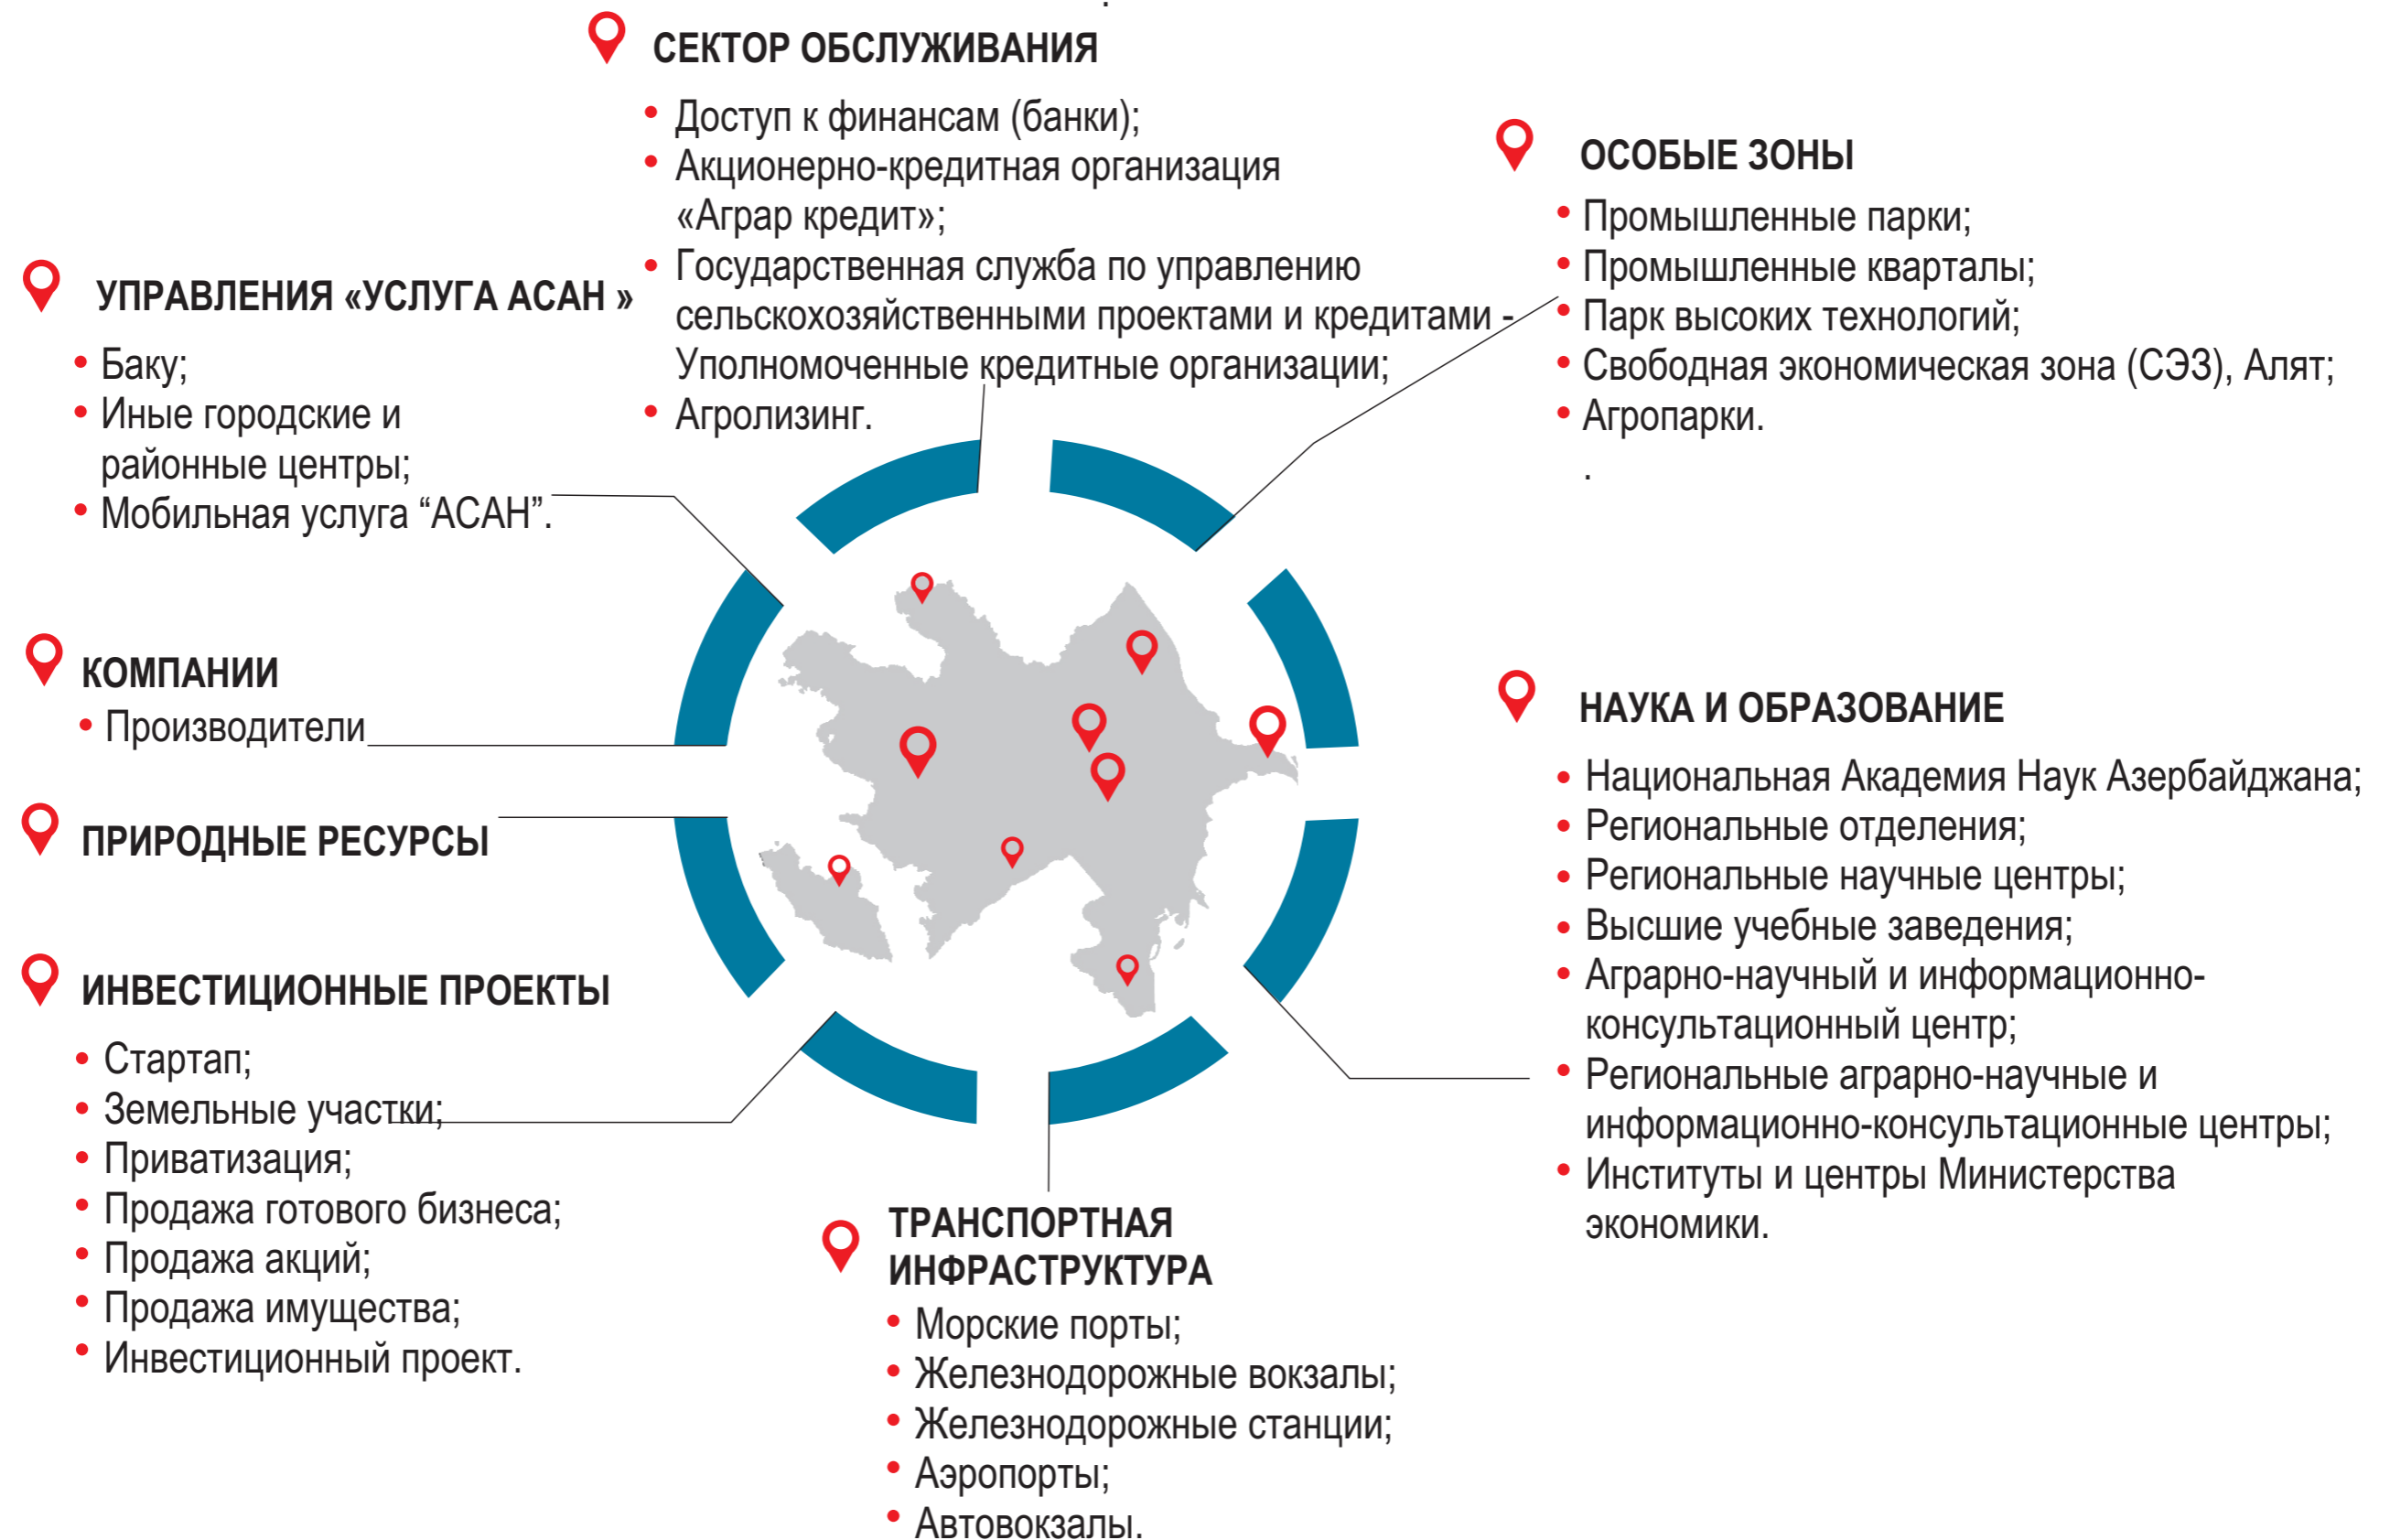 СЕКТОР ОБСЛУЖИВАНИЯ
Доступ к финансам (банки);
Акционерно-кредитная организация
«Аграр кредит»;
Государственная служба по управлению
сельскохозяйственными проектами и кредитами -
Уполномоченные кредитные организации;
Агролизинг.
ОСОБЫЕ ЗОНЫ
Промышленные парки;
Промышленные кварталы;
Парк высоких технологий;
Свободная экономическая зона (СЭЗ), Алят;
Агропарки.
.
УПРАВЛЕНИЯ «УСЛУГА АСАН »
Баку;
Иные городские и
районные центры;
Мобильная услуга “АСАН”.
КОМПАНИИ
Производители
ПРИРОДНЫЕ РЕСУРСЫ
ИНВЕСТИЦИОННЫЕ ПРОЕКТЫ
Стартап;
Земельные участки;
Приватизация;
Продажа готового бизнеса;
Продажа акций;
Продажа имущества;
Инвестиционный проект.
НАУКА И ОБРАЗОВАНИЕ
Национальная Академия Наук Азербайджана;
Региональные отделения;
Региональные научные центры;
Высшие учебные заведения;
Аграрно-научный и информационно-
консультационный центр;
Региональные аграрно-научные и
информационно-консультационные центры;
Институты и центры Министерства
экономики.
ТРАНСПОРТНАЯ
ИНФРАСТРУКТУРА
Морские порты;
Железнодорожные вокзалы;
Железнодорожные станции;
Аэропорты;
Автовокзалы.